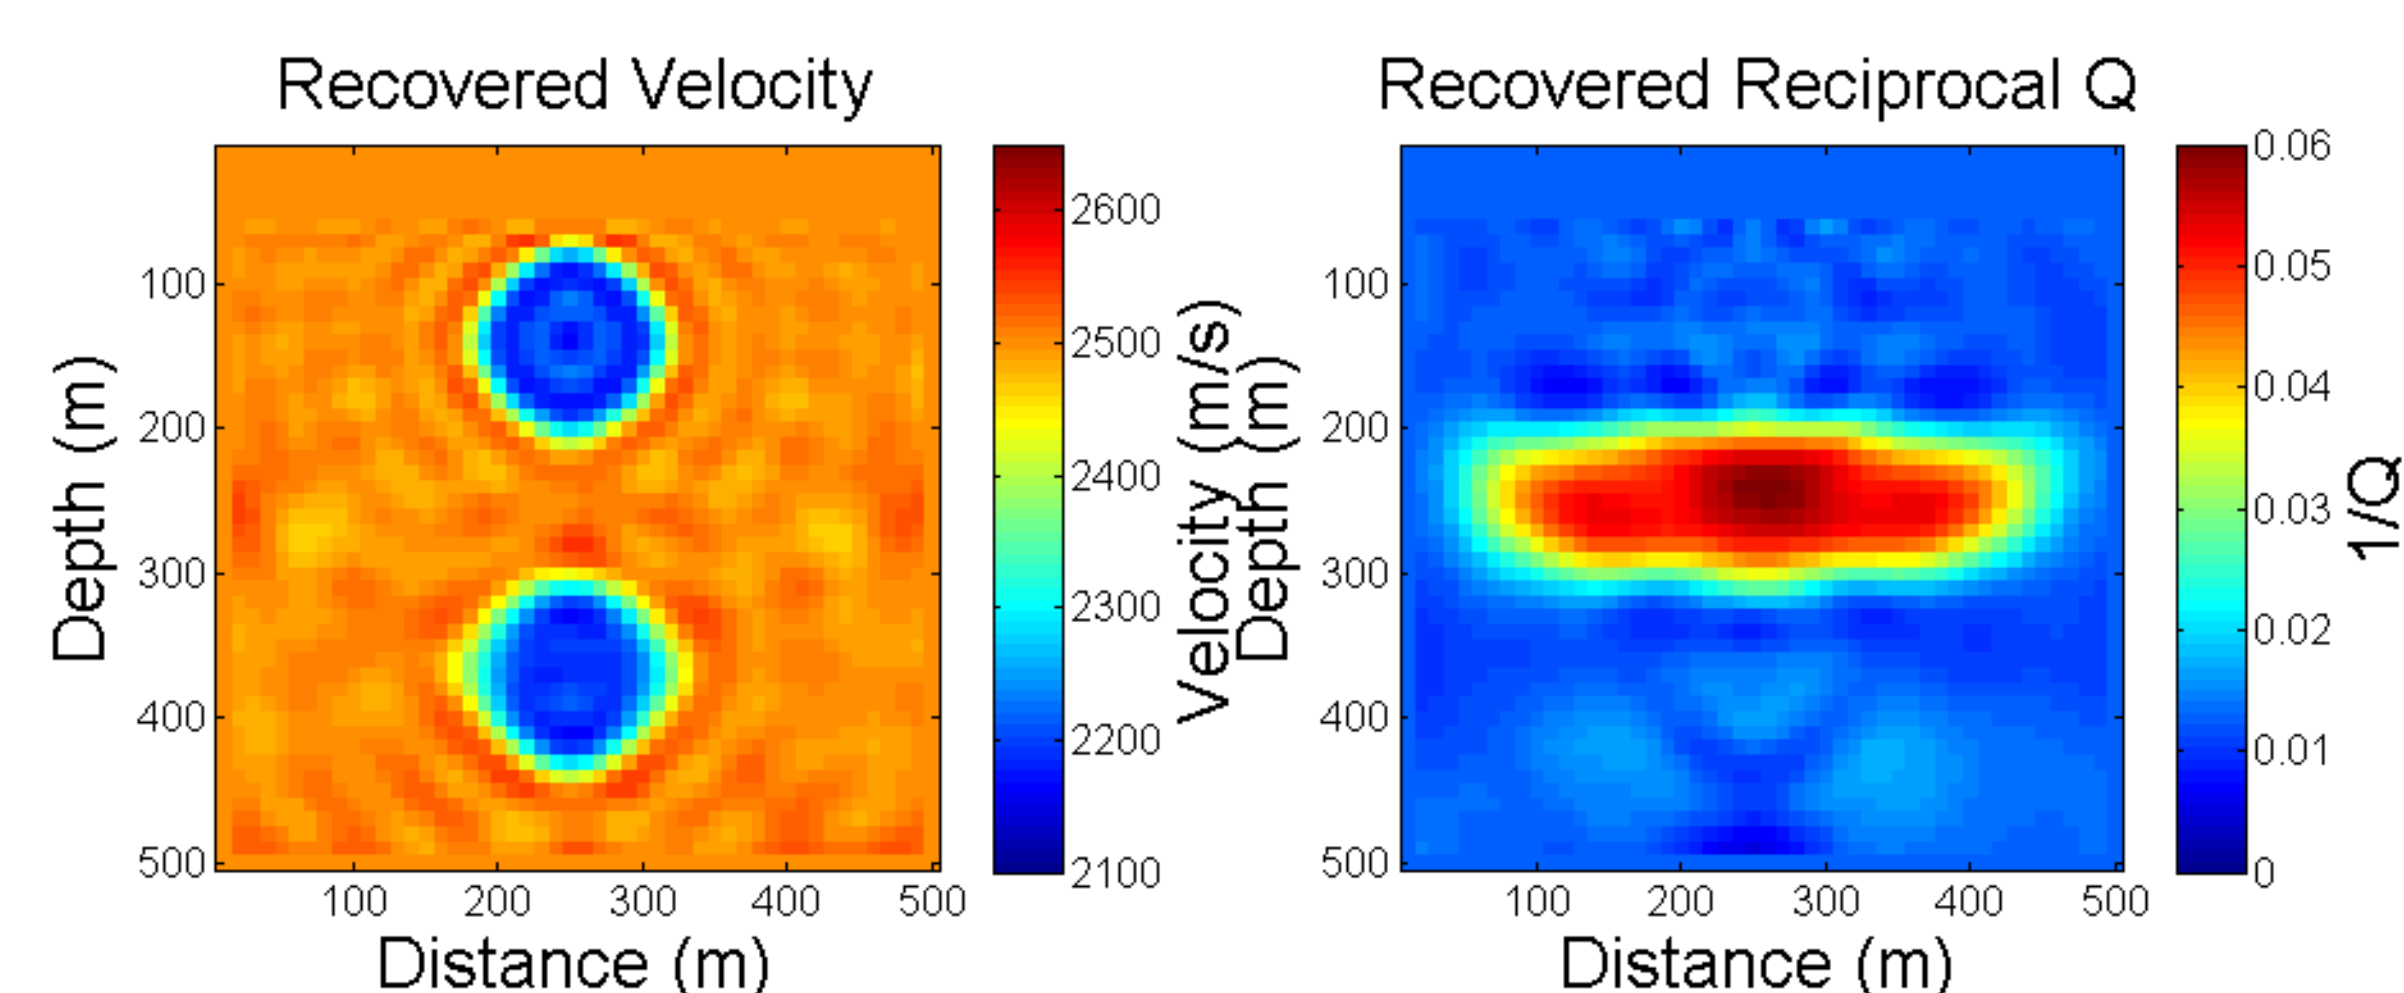 Recovered Velocity
100
200
300
400
500
Depth (m)
100 200 300 400 500
Distance (m)
2600
2500
2400
2300
2200
2100
Velocity (m/s)
Recovered Reciprocal Q
100
200
300
400
500
Depth (m)
100 200 300 400 500
Distance (m)
0.06
0.05
0.04
0.03
0.02
0.01
0
1/Q